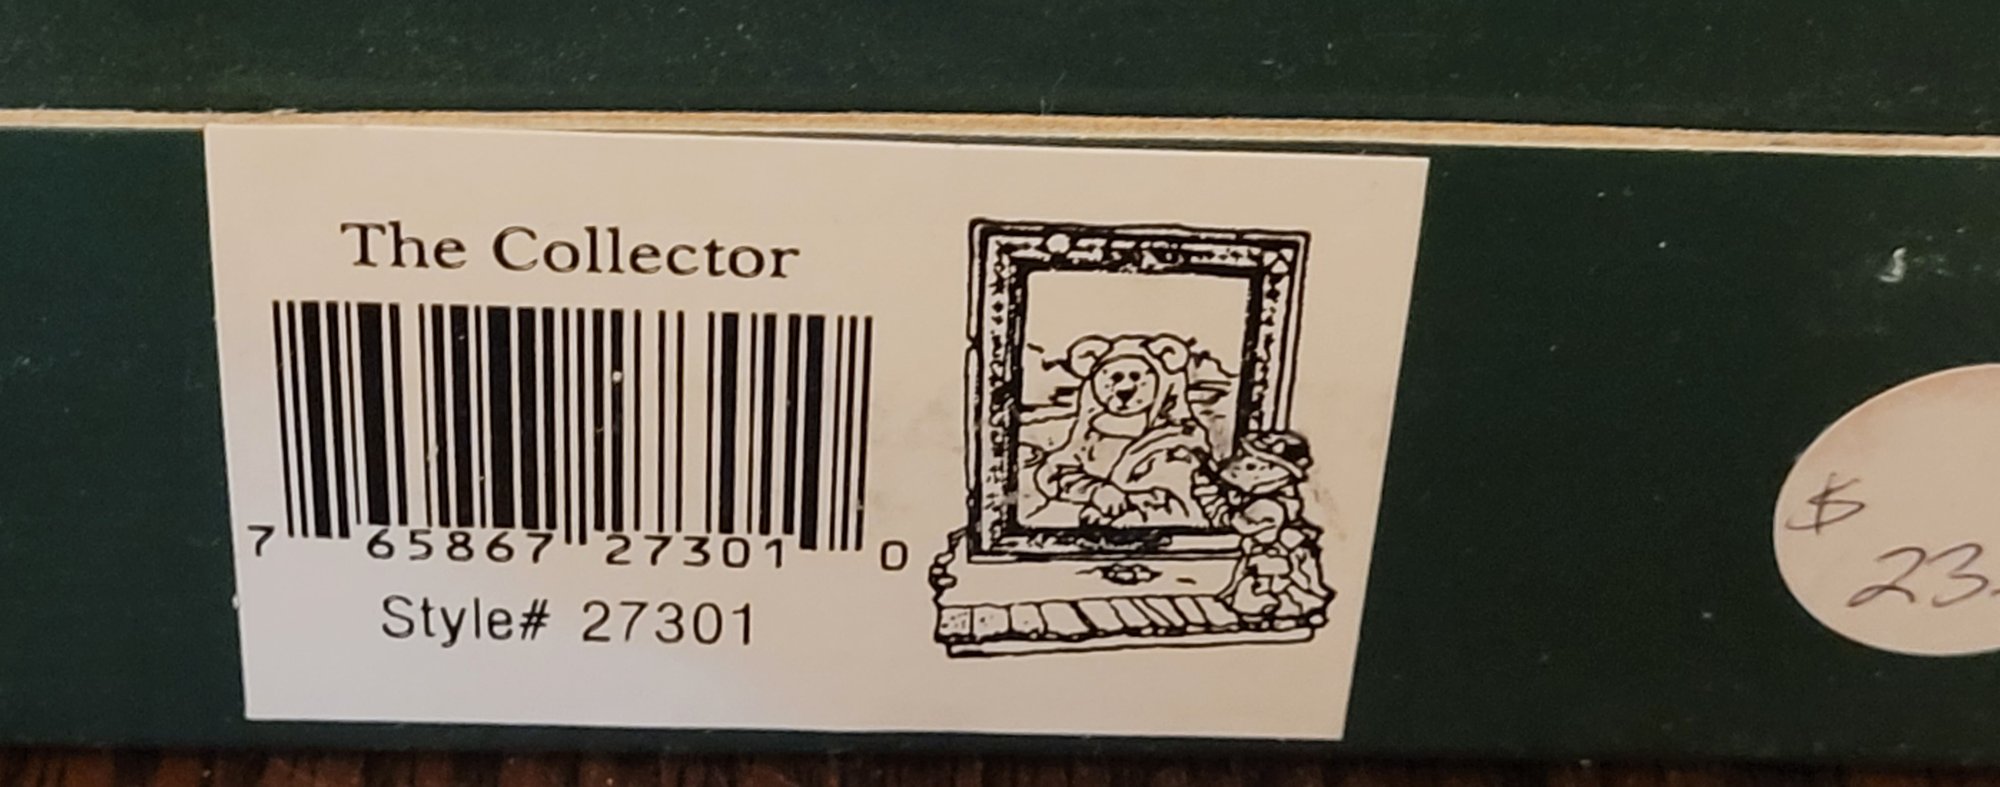 The Collector
7 65867 27301 0
Style# 27301
$
23.